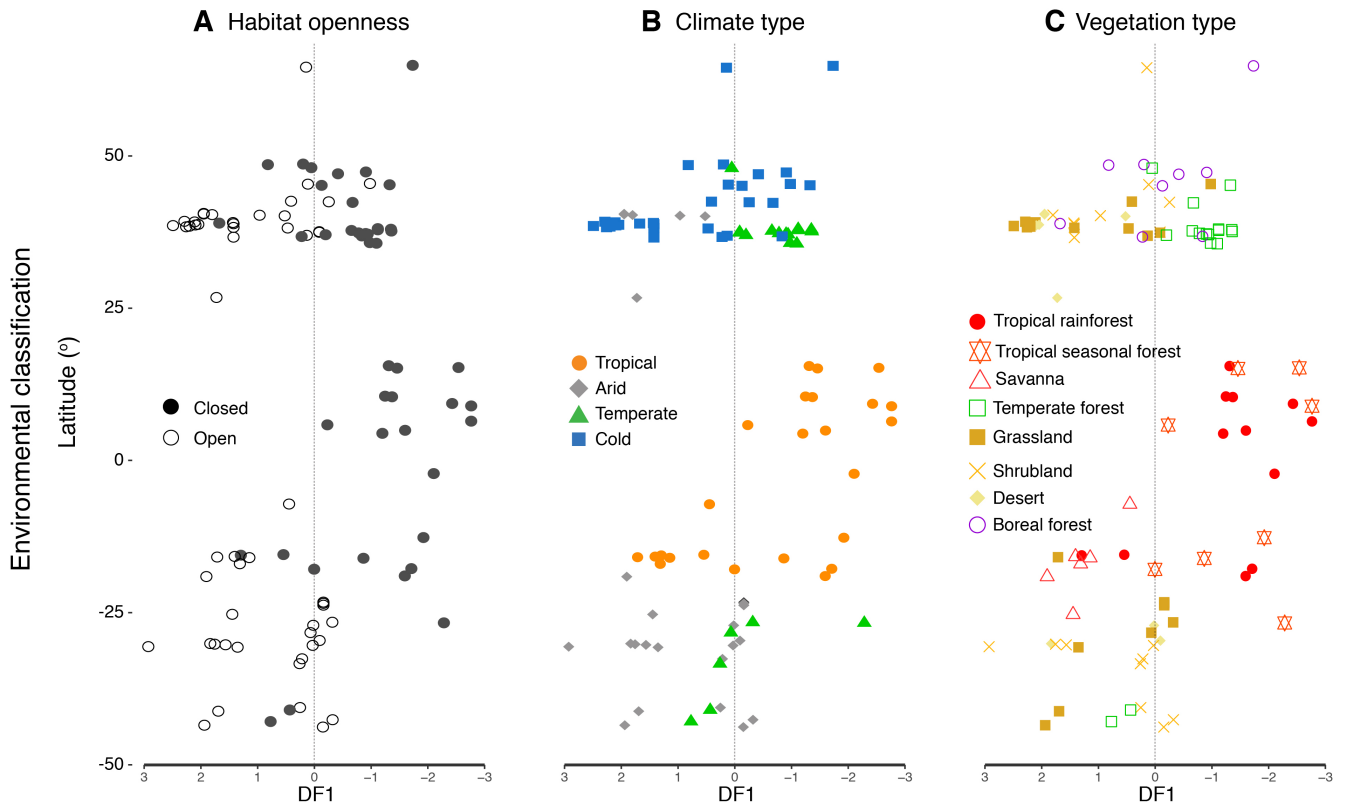 A Habitat openness
B Climate type
C Vegetation type
Environmental classification
Latitude (º)
50 -
25 -
0 -
-25 -
-50 -
Closed
Open
Tropical
Arid
Temperate
Cold
Tropical rainforest
Tropical seasonal forest
Savanna
Temperate forest
Grassland
Shrubland
Desert
Boreal forest
3 2 1 0 −1 −2 −3
3 2 1 0 −1 −2 −3
3 2 1 0 −1 −2 −3
DF1
DF1
DF1